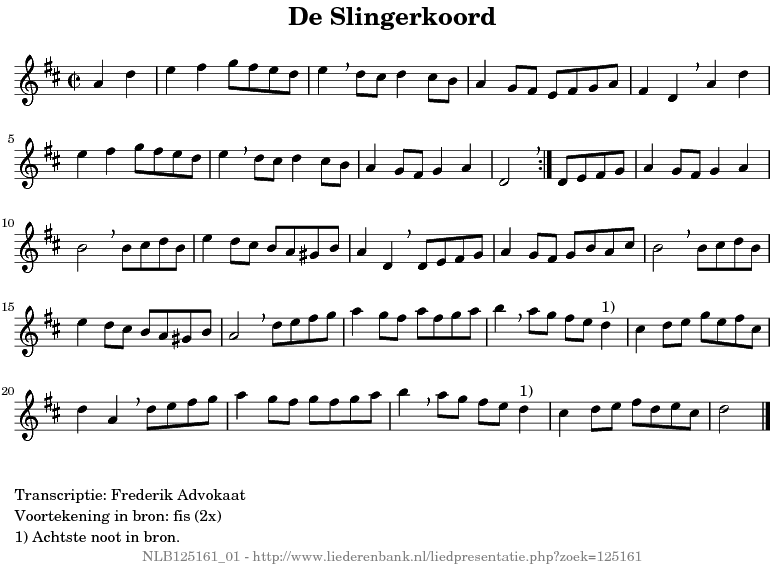 De Slingerkoord
5
10
15
1)
20
1)
Transcriptie: Frederik Advokaat
Voortekening in bron: fis (2x)
1) Achtste noot in bron.
NLB125161_01 - http://www.liederenbank.nl/liedpresentatie.php?zoek=125161